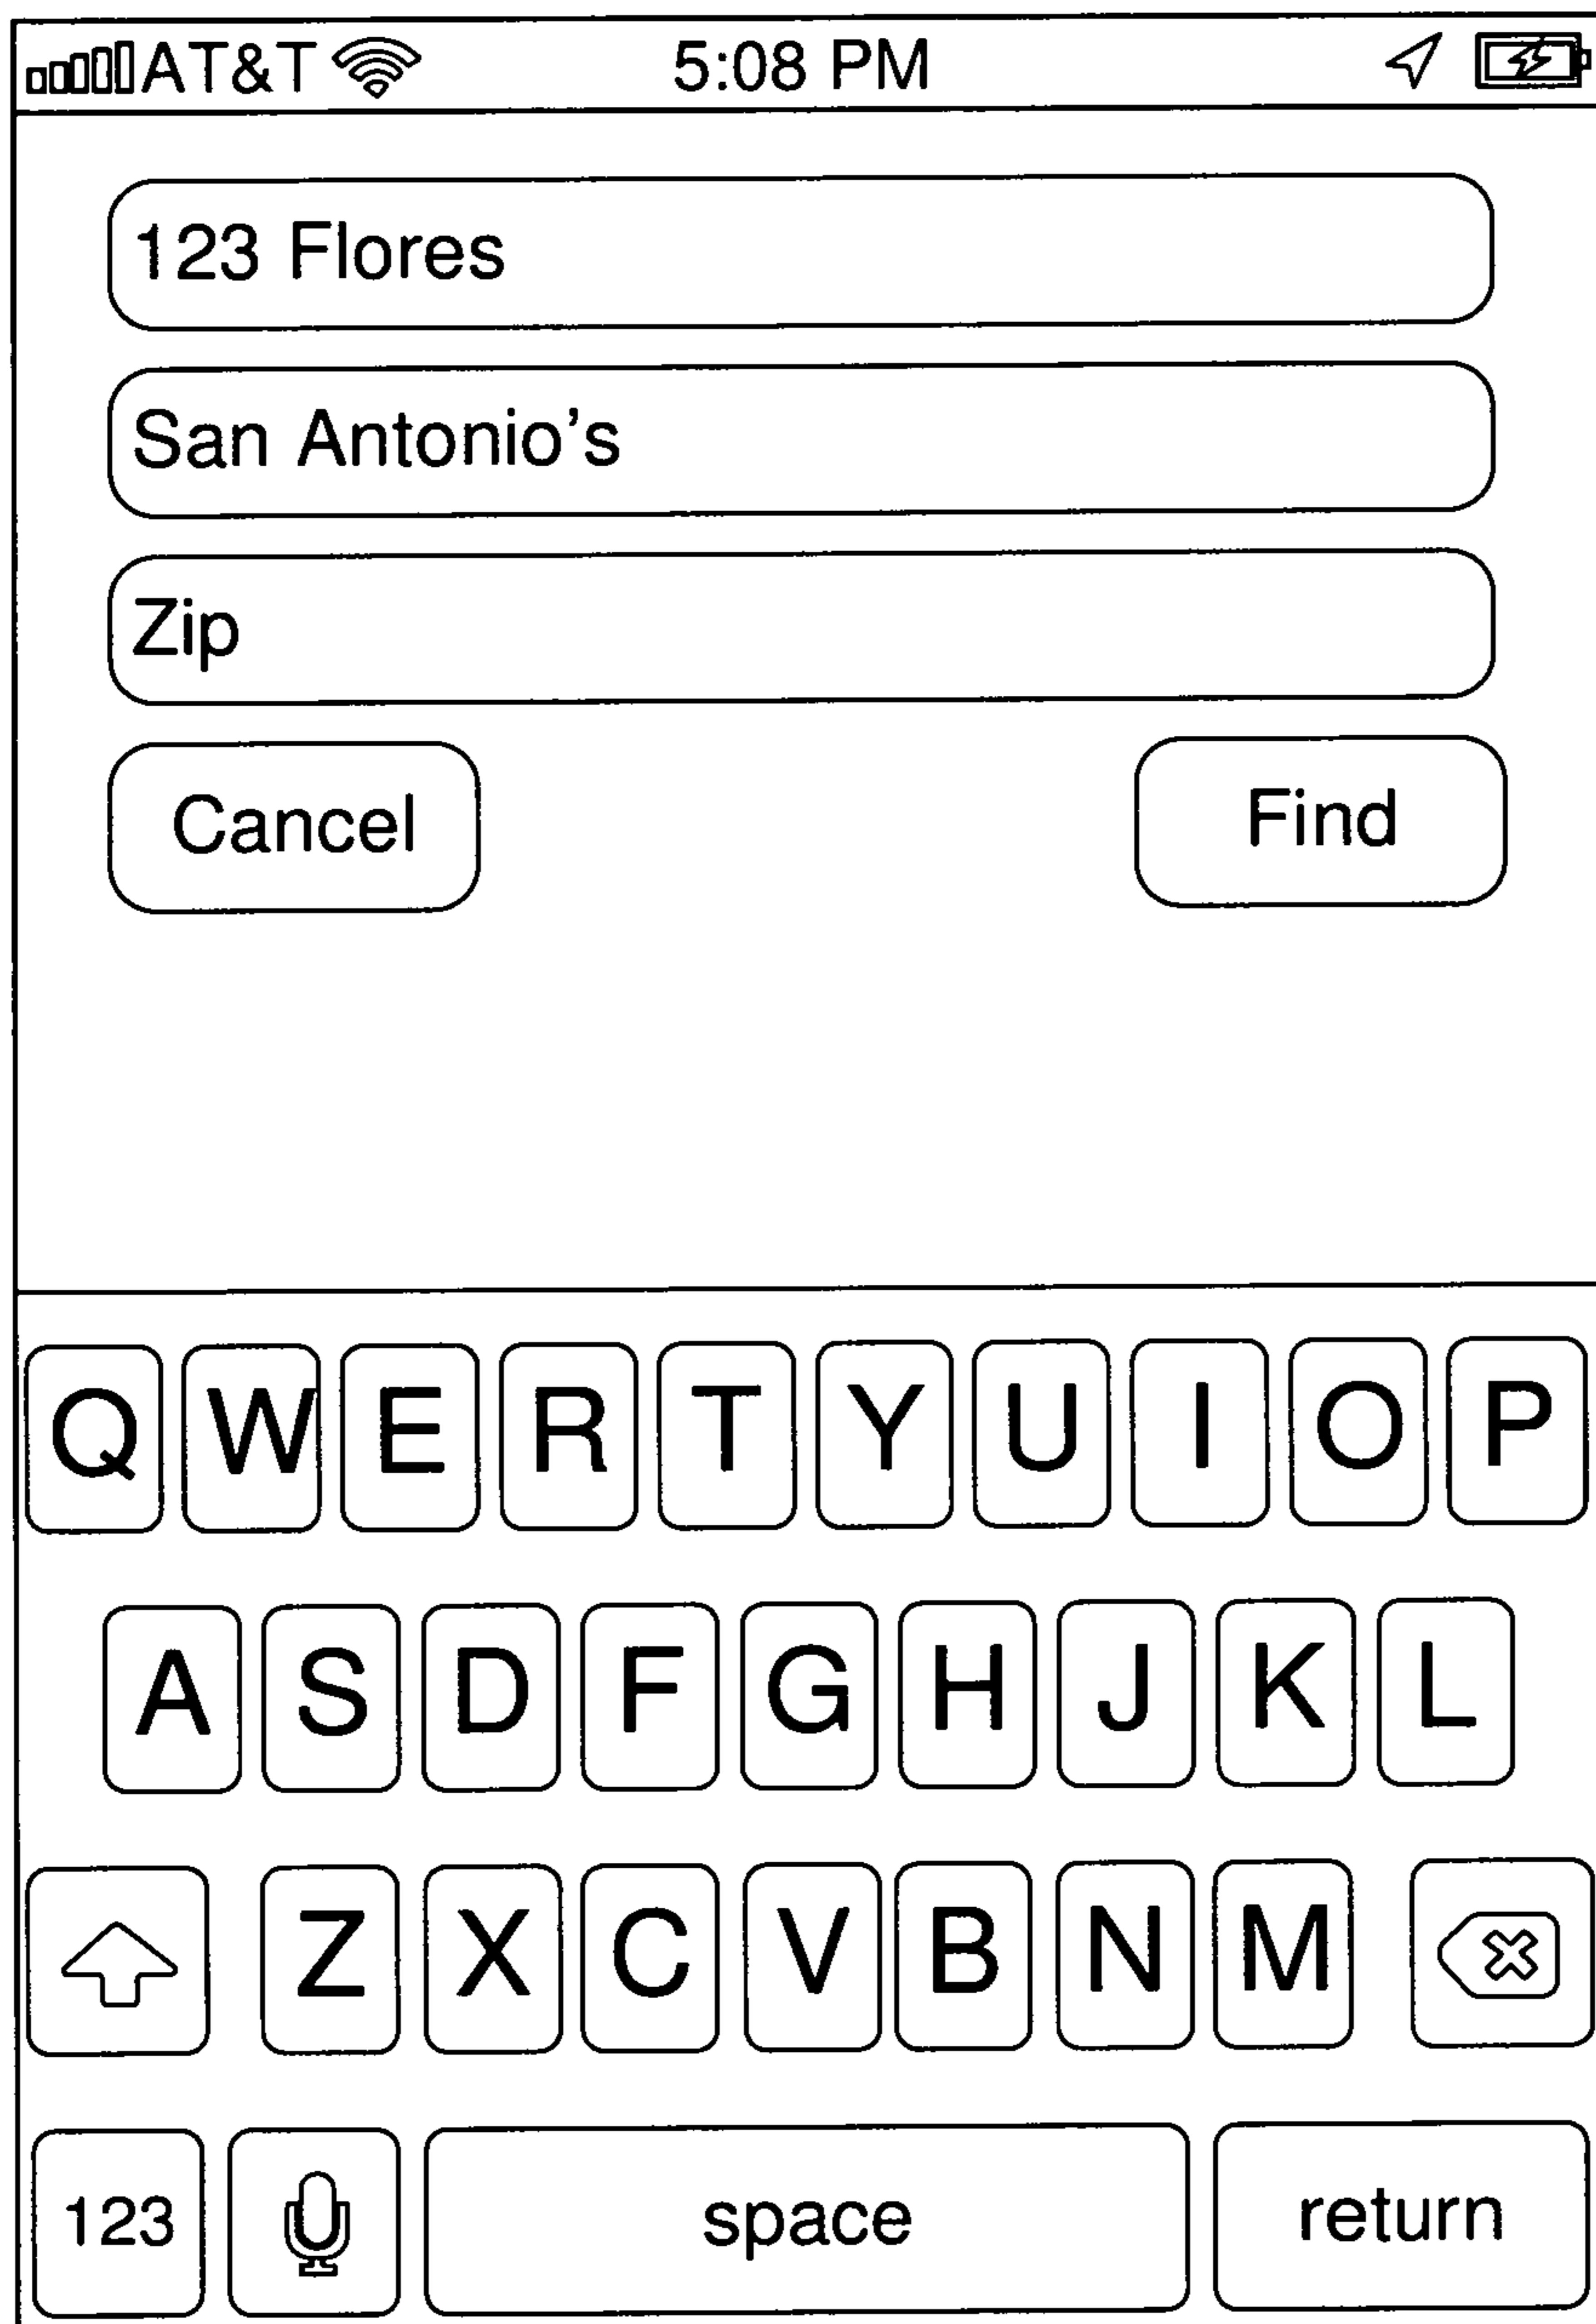 AT&T 5:08 PM
123 Flores
San Antonio's
Zip
Cancel Find
Q W E R T Y U I O P
A S D F G H J K L
Z X C V B N M
123 space return